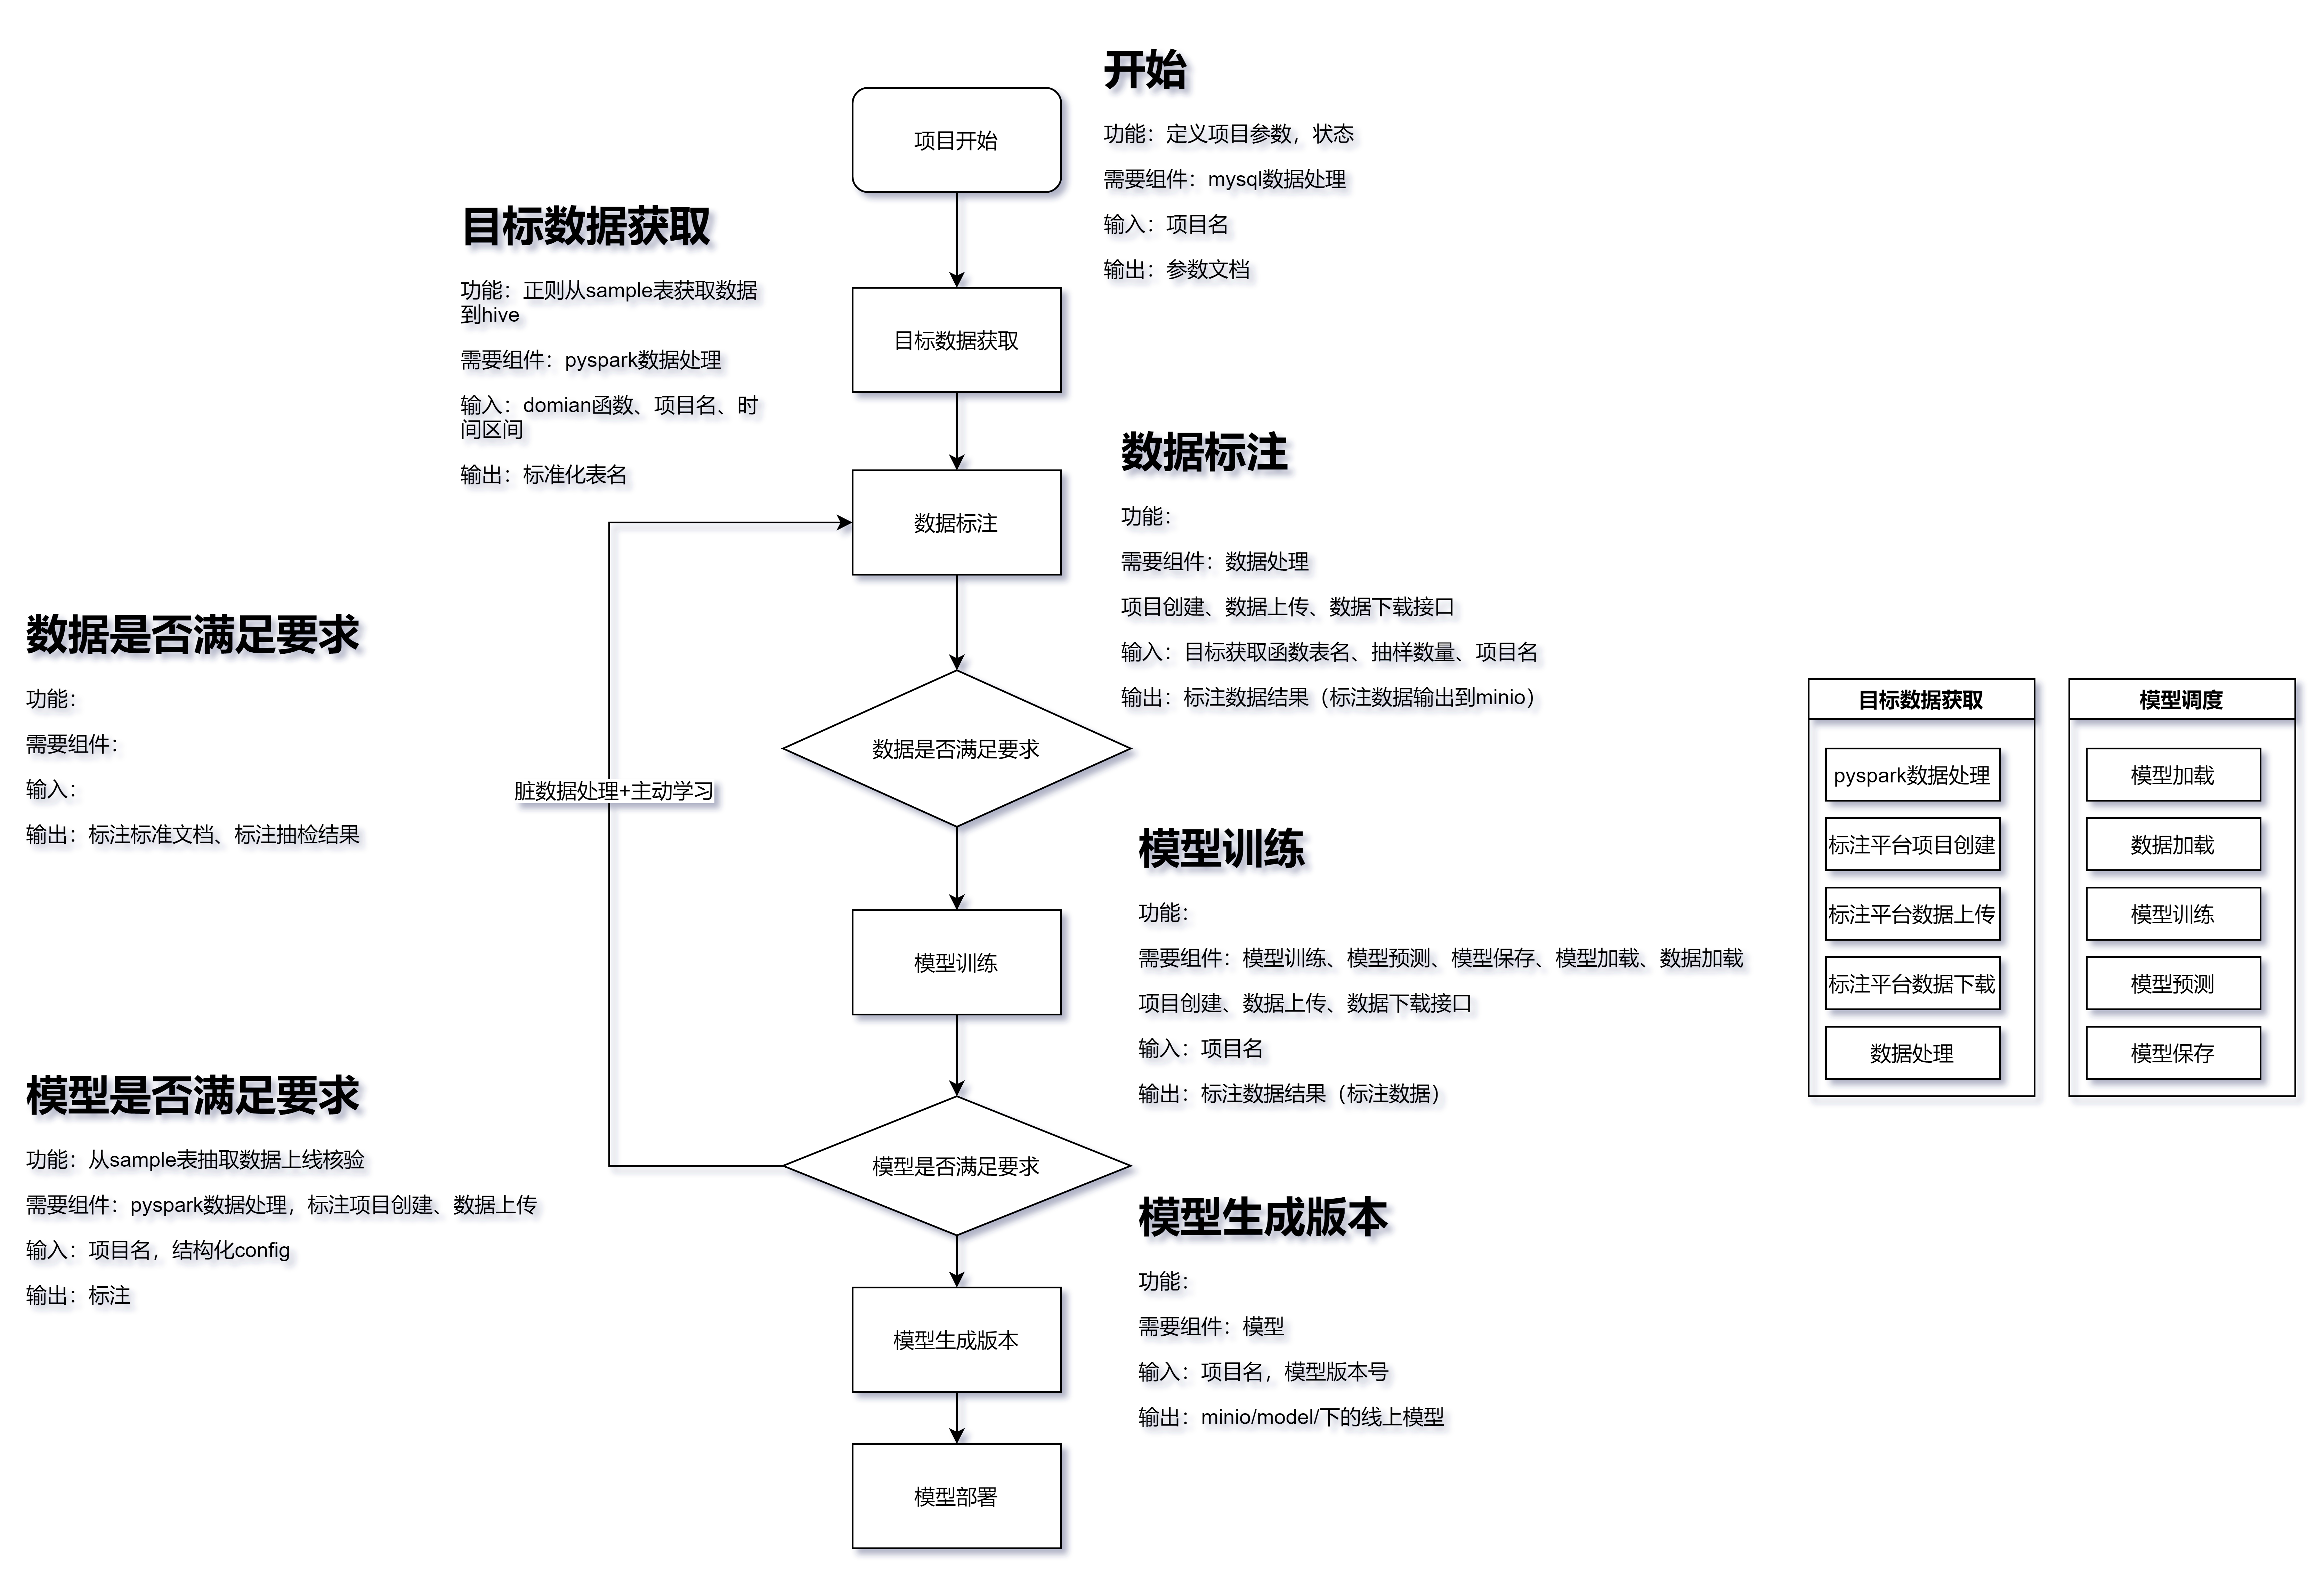 开始
功能：定义项目参数，状态
需要组件：mysql数据处理
输入：项目名
输出：参数文档
项目开始
目标数据获取
功能：正则从sample表获取数据
到hive
需要组件：pyspark数据处理
输入：domian函数、项目名、时
间区间
输出：标准化表名
目标数据获取
数据标注
功能：
需要组件：数据处理
项目创建、数据上传、数据下载接口
输入：目标获取函数表名、抽样数量、项目名
输出：标注数据结果（标注数据输出到minio）
数据标注
数据是否满足要求
功能：
需要组件：
输入：
输出：标注标准文档、标注抽检结果
数据是否满足要求
脏数据处理+主动学习
模型训练
功能：
需要组件：模型训练、模型预测、模型保存、模型加载、数据加载
项目创建、数据上传、数据下载接口
输入：项目名
输出：标注数据结果（标注数据）
模型训练
模型是否满足要求
功能：从sample表抽取数据上线核验
需要组件：pyspark数据处理，标注项目创建、数据上传
输入：项目名，结构化config
输出：标注
模型是否满足要求
模型生成版本
功能：
需要组件：模型
输入：项目名，模型版本号
输出：minio/model/下的线上模型
模型生成版本
模型部署
目标数据获取
pyspark数据处理
标注平台项目创建
标注平台数据上传
标注平台数据下载
数据处理
模型调度
模型加载
数据加载
模型训练
模型预测
模型保存